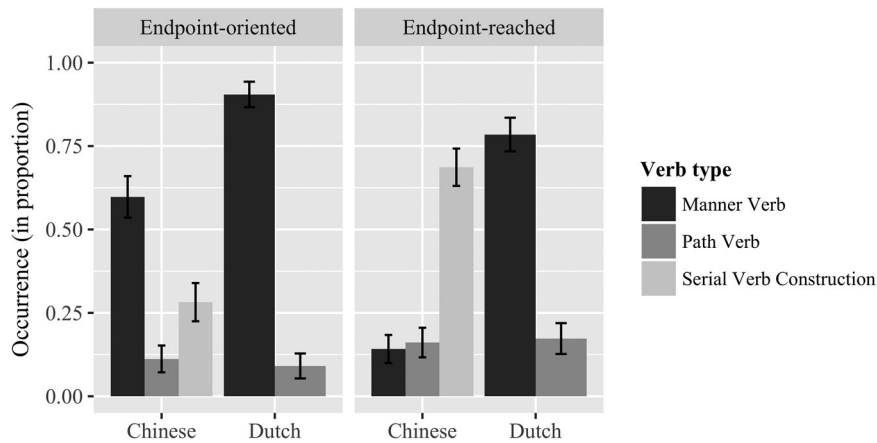 Endpoint-oriented
Endpoint-reached
Occurrence (in proportion)
1.00
0.75
0.50
0.25
0.00
Chinese
Dutch
Chinese
Dutch
Verb type
Manner Verb
Path Verb
Serial Verb Construction